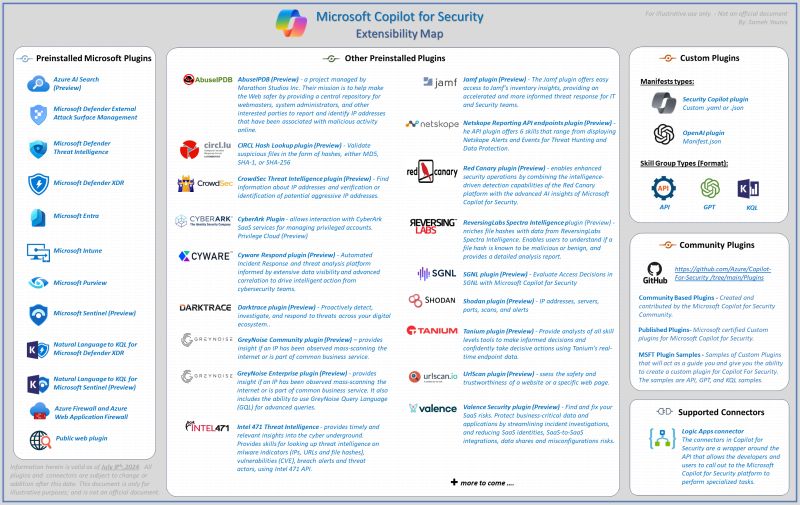 Microsoft Copilot for Security
Extensibility Map
For illustrative use only - Not an official document
By: Sameh Younis
Preinstalled Microsoft Plugins
Azure AI Search
(Preview)
Microsoft Defender External
Attack Surface Management
Microsoft Defender
Threat Intelligence
Microsoft Defender XDR
Microsoft Entra
Microsoft Intune
Microsoft Purview
Microsoft Sentinel (Preview)
Natural Language to KQL for
Microsoft Defender XDR
Natural Language to KQL for
Microsoft Sentinel (Preview)
Azure Firewall and Azure
Web Application Firewall
Public web plugin
Information herein is valid as of July 9th, 2024 All
plugins and connectors are subject to change or
addition after this date. This document is only for
illustrative purposes, and is not an official document.
Other Preinstalled Plugins
AbuseIPDB
AbuseIPDB (Preview) - a project managed by
Marathon Studios Inc. Their mission is to help make
the Web safer by providing a central repository for
webmasters, system administrators, and other
interested parties to report and identify IP addresses
that have been associated with malicious activity
online.
circl.lu
CIRCL Hash Lookup plugin (Preview) - Validate
suspicious files in the form of hashes, either MD5,
SHA-1, or SHA-256
CrowdSec
CrowdSec Threat Intelligence plugin (Preview) - Find
information about IP addresses and verification or
identification of potential aggressive IP addresses.
CYBERARK
The Identity Security Company
CyberArk Plugin - allows interaction with CyberArk
SaaS services for managing privileged accounts.
Privilege Cloud (Preview)
CYWARE
Cyware Respond plugin (Preview) - Automated
Incident Response and threat analysis platform
informed by extensive data visibility and advanced
correlation to drive intelligent action from
cybersecurity teams.
DARKTRACE
Darktrace plugin (Preview) - Proactively detect,
investigate, and respond to threats across your digital
ecosystem..
GREYNOISE
GreyNoise Community plugin (Preview) – provides
insight if an IP has been observed mass-scanning the
internet or is part of common business service.
GREYNOISE
GreyNoise Enterprise plugin (Preview) - provides
insight if an IP has been observed mass-scanning the
internet or is part of common business service. It also
includes the ability to use GreyNoise Query Language
(GQL) for advanced queries.
INTEL471
Intel 471 Threat Intelligence - provides timely and
relevant insights into the cyber underground.
Provides skills for looking up threat intelligence on
malware indicators (IPs, URLs and file hashes),
vulnerabilities (CVE), breach alerts and threat
actors, using Intel 471 API.
jamf
Jamf plugin (Preview) - The Jamf plugin offers easy
access to Jamf's inventory insights, providing an
accelerated and more informed threat response for IT
and Security teams.
netskope
Netskope Reporting API endpoints plugin (Preview) -
he API plugin offers 6 skills that range from displaying
Netskope Alerts and Events for Threat Hunting and
Data Protection.
red canary
Red Canary plugin (Preview) - enables enhanced
security operations by combining the intelligence-
driven detection capabilities of the Red Canary
platform with the advanced AI insights of Microsoft
Copilot for Security.
REVERSING
LABS
ReversingLabs Spectra Intelligence plugin (Preview) -
nriches file hashes with data from ReversingLabs
Spectra Intelligence. Enables users to understand if a
file hash is known to be malicious or benign, and
provides a detailed analysis report.
SGNL
SGNL plugin (Preview) - Evaluate Access Decisions in
SGNL with Microsoft Copilot for Security
SHODAN
Shodan plugin (Preview) - IP addresses, servers,
ports, scans, and alerts
TANIUM
Tanium plugin (Preview) - Provide analysts of all skill
levels tools to make informed decisions and
confidently take decisive actions using Tanium's real-
time endpoint data.
urlscan.io
UrlScan plugin (Preview) - ssess the safety and
trustworthiness of a website or a specific web page.
valence
Valence Security plugin (Preview) - Find and fix your
SaaS risks. Protect business-critical data and
applications by streamlining incident investigations,
and reducing SaaS identities, SaaS-to-SaaS
integrations, data shares and misconfigurations risks.
+ more to come ....
Custom Plugins
Manifests types:
Security Copilot plugin
Custom .yaml or .json
OpenAI plugin
Manifest.json
Skill Group Types (Format):
API
API
GPT
KQL
Community Plugins
GitHub
https://github.com/Azure/Copilot-
For-Security /tree/main/Plugins
Community Based Plugins - Created and
contributed by the Microsoft Copilot for Security
Community.
Published Plugins- Microsoft certified Custom
plugins for Microsoft Copilot for Security.
MSFT Plugin Samples - Samples of Custom Plugins
that will act as a guide you and give you the ability
to create a custom plugin for Copilot For Security.
The samples are API, GPT, and KQL samples.
Supported Connectors
Logic Apps connector
The connectors in Copilot for
Security are a wrapper around the
API that allows the developers and
users to call out to the Microsoft
Copilot for Security platform to
perform specialized tasks.